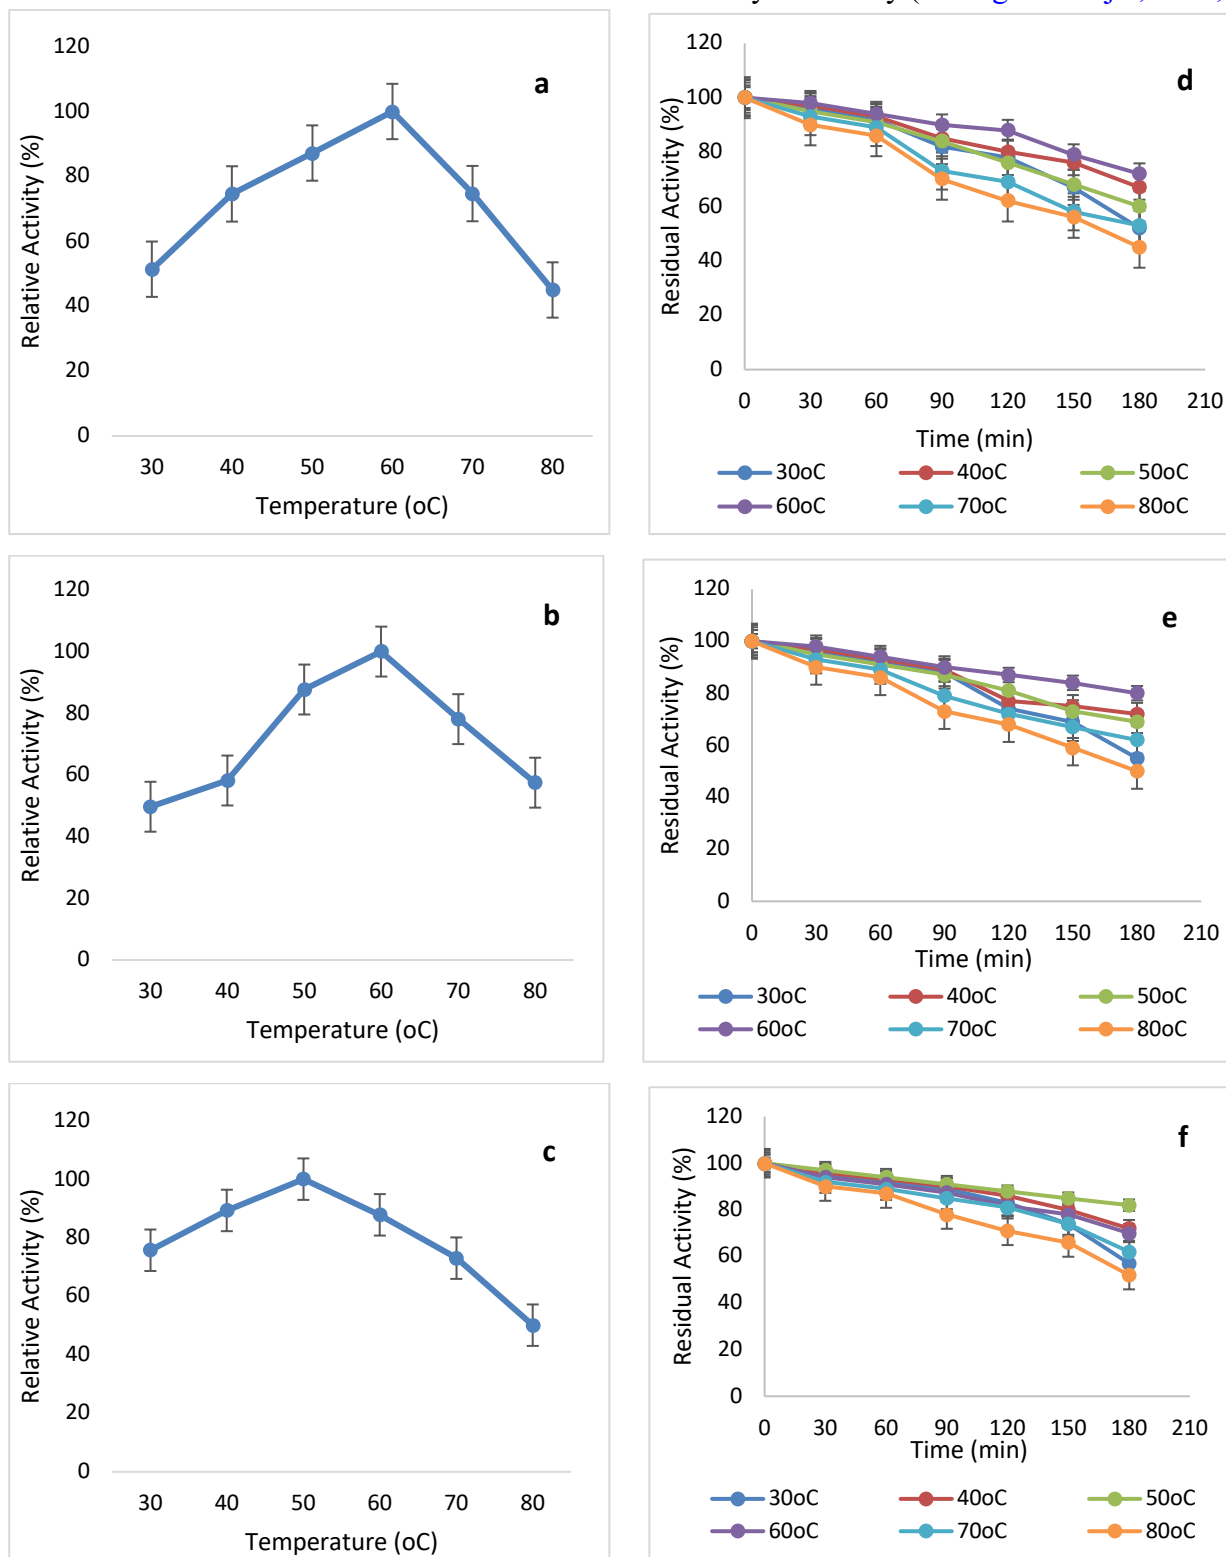 120
100
80
60
40
20
0
30 40 50 60 70 80
Relative Activity (%)
Temperature (oC)
a
120
100
80
60
40
20
0
0 30 60 90 120 150 180 210
Residual Activity (%)
Time (min)
d
30oC 40oC 50oC
60oC 70oC 80oC
120
100
80
60
40
20
0
30 40 50 60 70 80
Relative Activity (%)
Temperature (oC)
b
120
100
80
60
40
20
0
0 30 60 90 120 150 180 210
Residual Activity (%)
Time (min)
e
30oC 40oC 50oC
60oC 70oC 80oC
120
100
80
60
40
20
0
30 40 50 60 70 80
Relative Activity (%)
Temperature (oC)
c
120
100
80
60
40
20
0
0 30 60 90 120 150 180 210
Residual Activity (%)
Time (min)
f
30oC 40oC 50oC
60oC 70oC 80oC